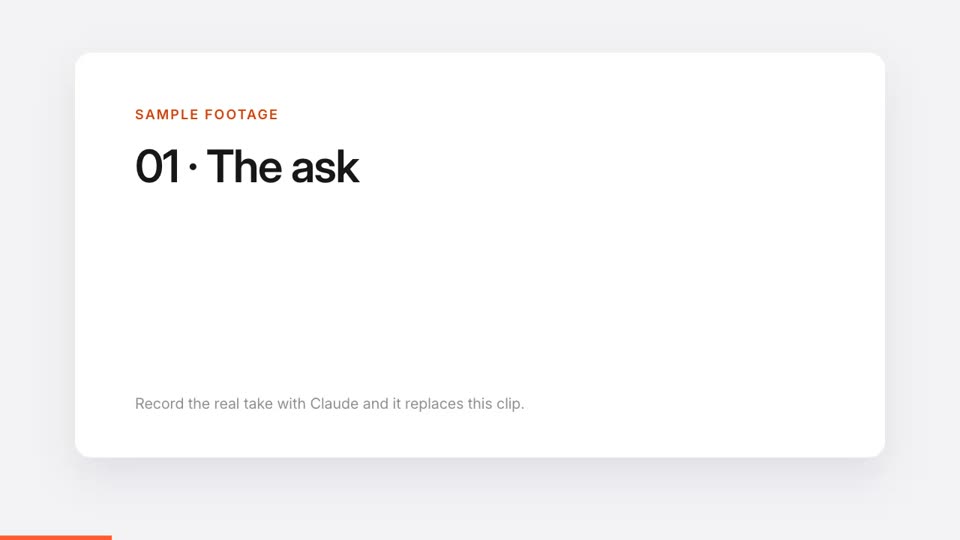 SAMPLE FOOTAGE
01 · The ask
Record the real take with Claude and it replaces this clip.